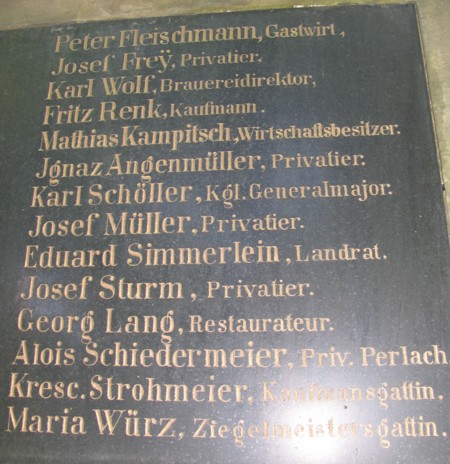 Peter Fleischmann, Gastwirt,
Josef Freÿ, Privatier.
Karl Wolf, Brauereidirektor,
Fritz Renk, Kaufmann.
Mathias Kampitsch, Wirtschaftsbesitzer.
Jgnaz Angenmüller, Privatier.
Karl Schöller, Kgl. Generalmajor.
Josef Müller, Privatier.
Eduard Simmerlein, Landrat.
Josef Sturm, Privatier.
Georg Lang, Restaurateur.
Alois Schiedermeier, Priv. Perlach
Kresc. Strohmeier, Kaufmansgattin.
Maria Würz, Ziegelmeistersgattin.